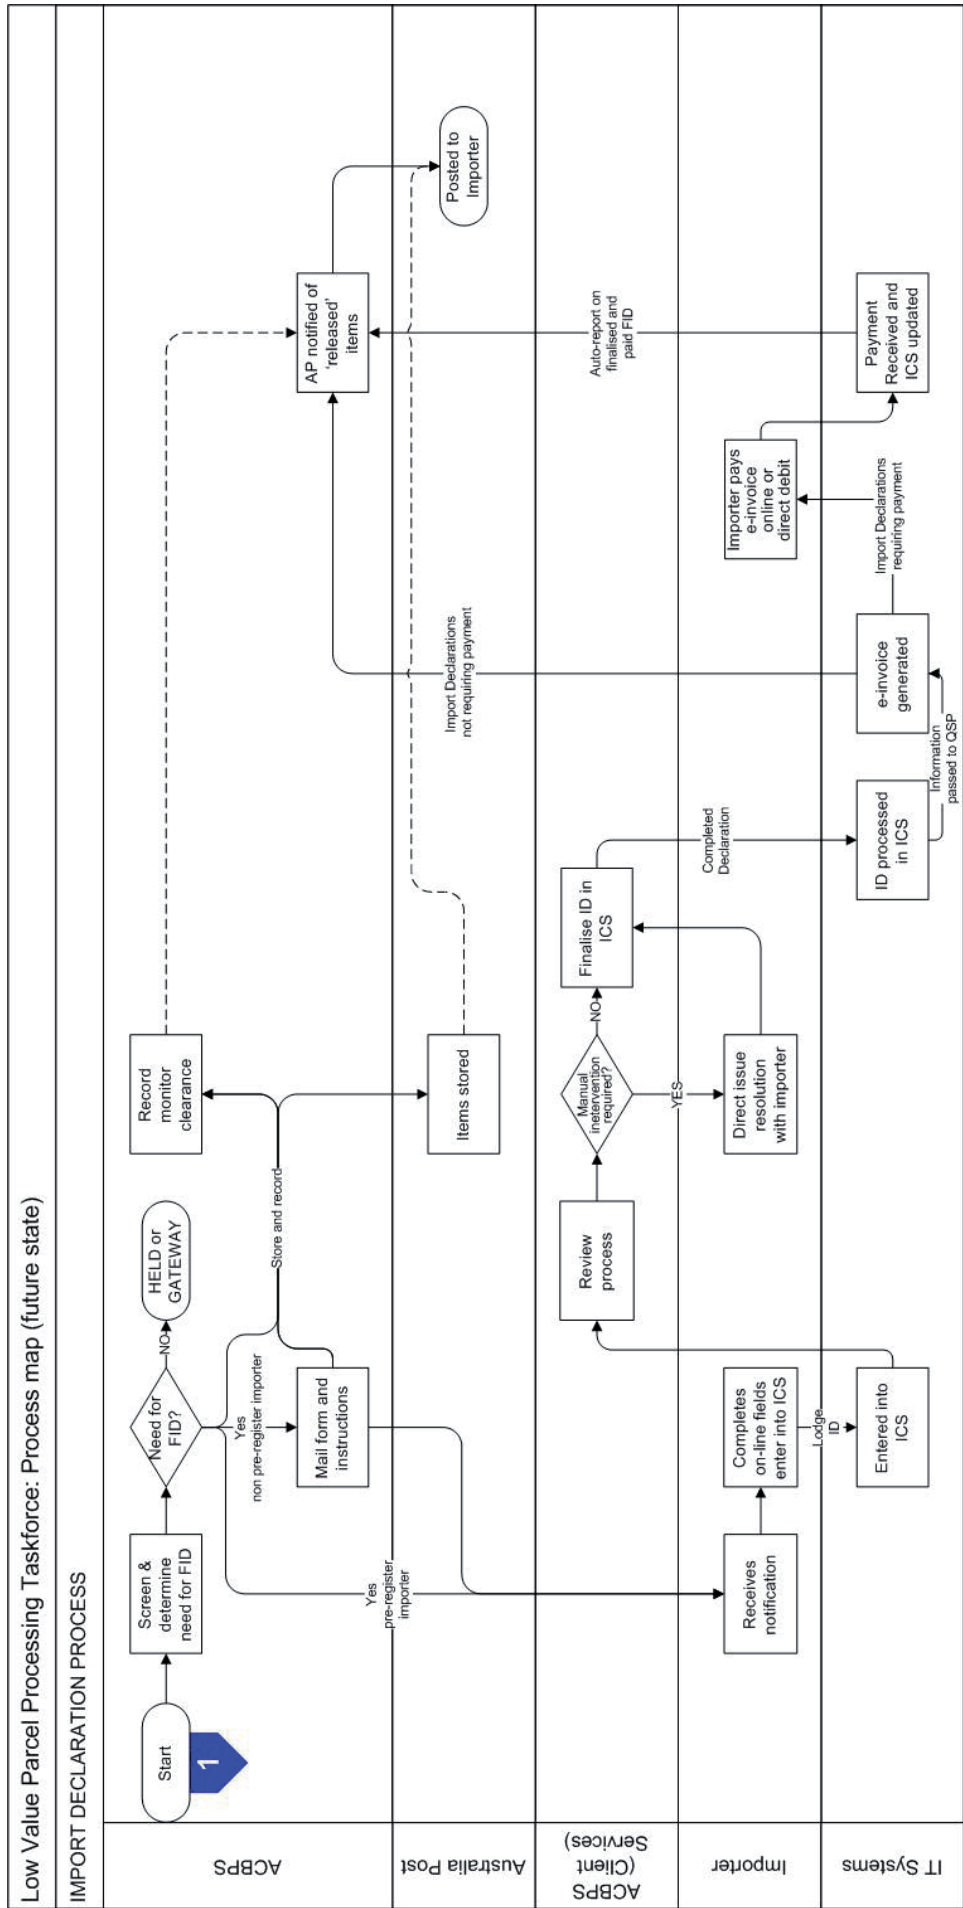 Low Value Parcel Processing Taskforce: Process map (future state)
IMPORT DECLARATION PROCESS
ACBPS
Start
1
Screen &
determine
need for FID
Need for
FID?
NO
HELD or
GATEWAY
Yes
non pre-register importer
Mail form and
instructions
Yes
pre-register
importer
Store and record
Record
monitor
clearance
AP notified of
'released'
items
Australia Post
Items stored
Import Declarations
not requiring payment
Posted to
Importer
ACBPS
(Client
Services)
Review
process
Manual
inetervention
required?
NO
YES
Finalise ID in
ICS
Completed
Declaration
Auto-report on
finalised and
paid FID
Importer
Receives
notification
Completes
on-line fields
enter into ICS
Lodge
ID
Direct issue
resolution
with importer
Importer pays
e-invoice
online or
direct debit
IT Systems
Entered into
ICS
ID processed
in ICS
Information
passed to QSP
e-invoice
generated
Import Declarations
requiring payment
Payment
Received and
ICS updated